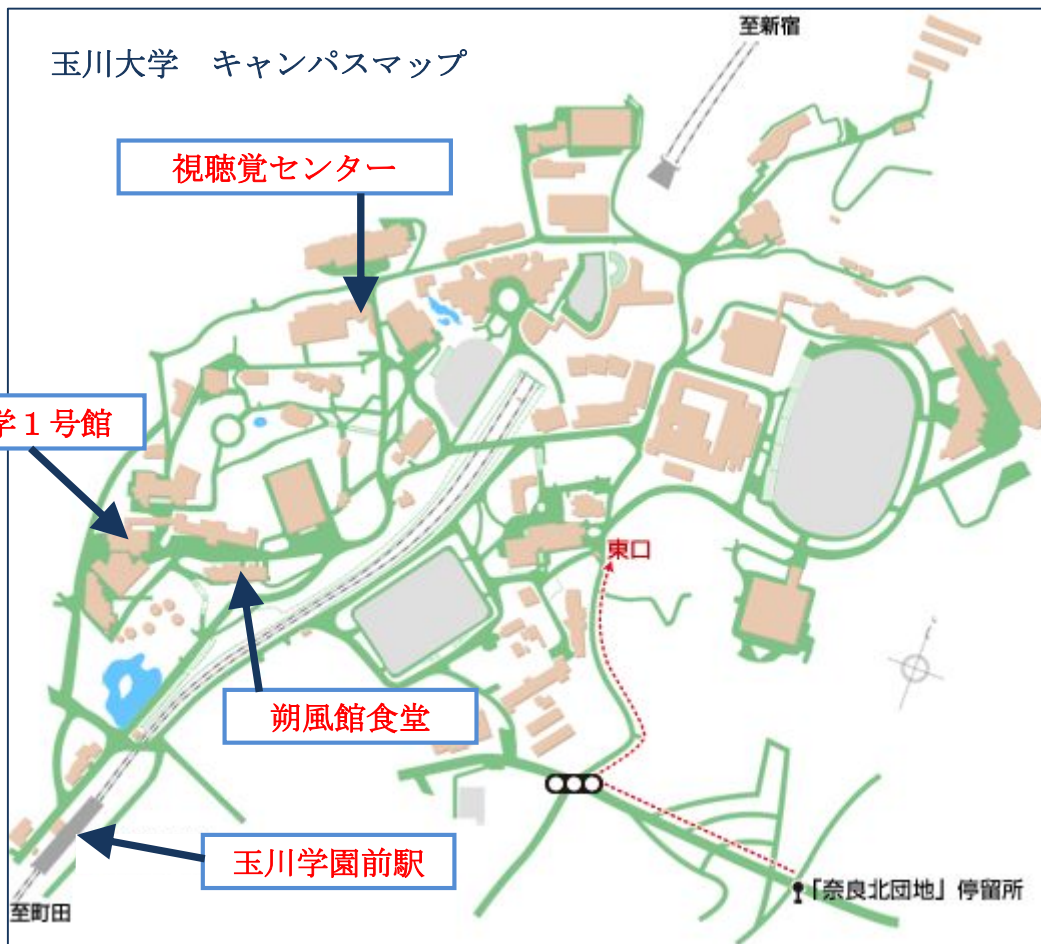 至新宿
玉川大学　キャンパスマップ
視聴覚センター
学１号館
東口
朔風館食堂
玉川学園前駅
「奈良北団地」停留所
至町田